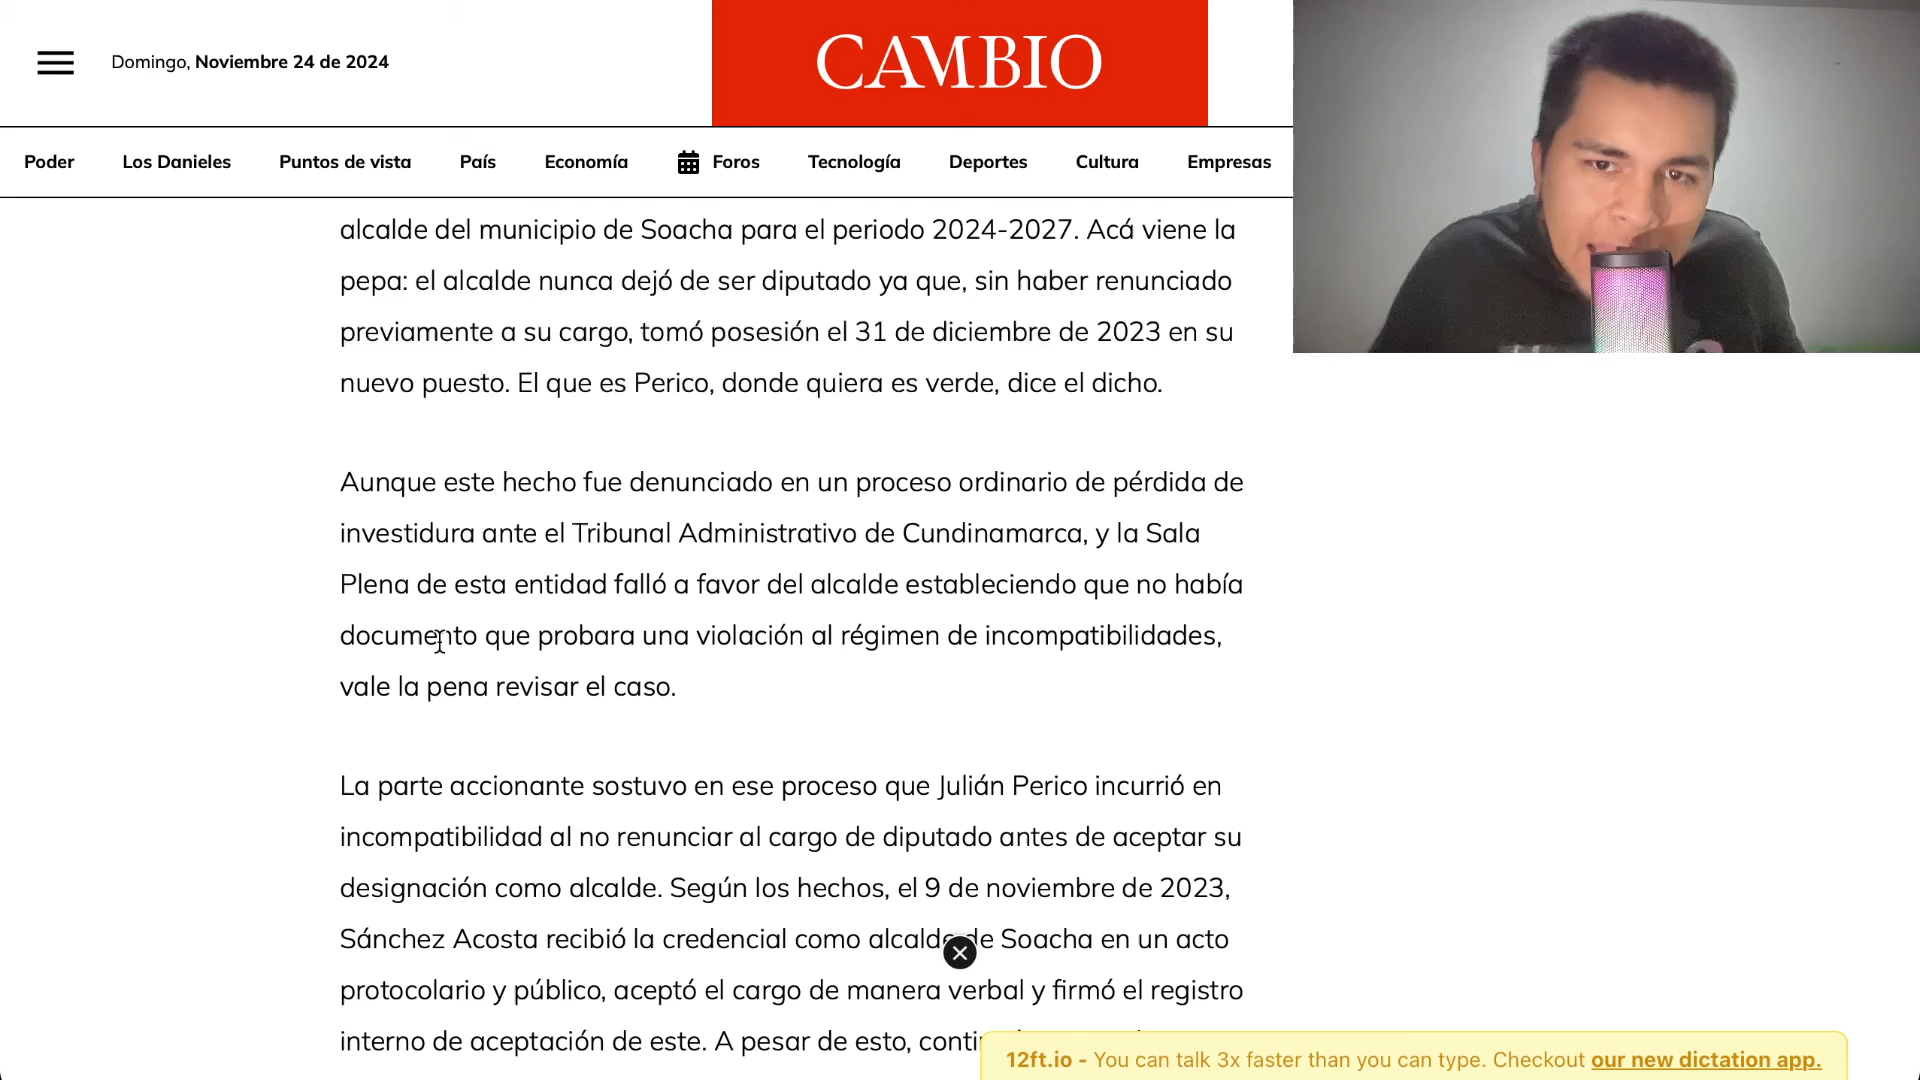 Domingo, Noviembre 24 de 2024
CAMBIO
Poder Los Danieles Puntos de vista País Economía Foros Tecnología Deportes Cultura Empresas
alcalde del municipio de Soacha para el periodo 2024-2027. Acá viene la
pepa: el alcalde nunca dejó de ser diputado ya que, sin haber renunciado
previamente a su cargo, tomó posesión el 31 de diciembre de 2023 en su
nuevo puesto. El que es Perico, donde quiera es verde, dice el dicho.
Aunque este hecho fue denunciado en un proceso ordinario de pérdida de
investidura ante el Tribunal Administrativo de Cundinamarca, y la Sala
Plena de esta entidad falló a favor del alcalde estableciendo que no había
documento que probara una violación al régimen de incompatibilidades,
vale la pena revisar el caso.
La parte accionante sostuvo en ese proceso que Julián Perico incurrió en
incompatibilidad al no renunciar al cargo de diputado antes de aceptar su
designación como alcalde. Según los hechos, el 9 de noviembre de 2023,
Sánchez Acosta recibió la credencial como alcalde de Soacha en un acto
protocolario y público, aceptó el cargo de manera verbal y firmó el registro
interno de aceptación de este. A pesar de esto,
12ft.io - You can talk 3x faster than you can type. Checkout our new dictation app.